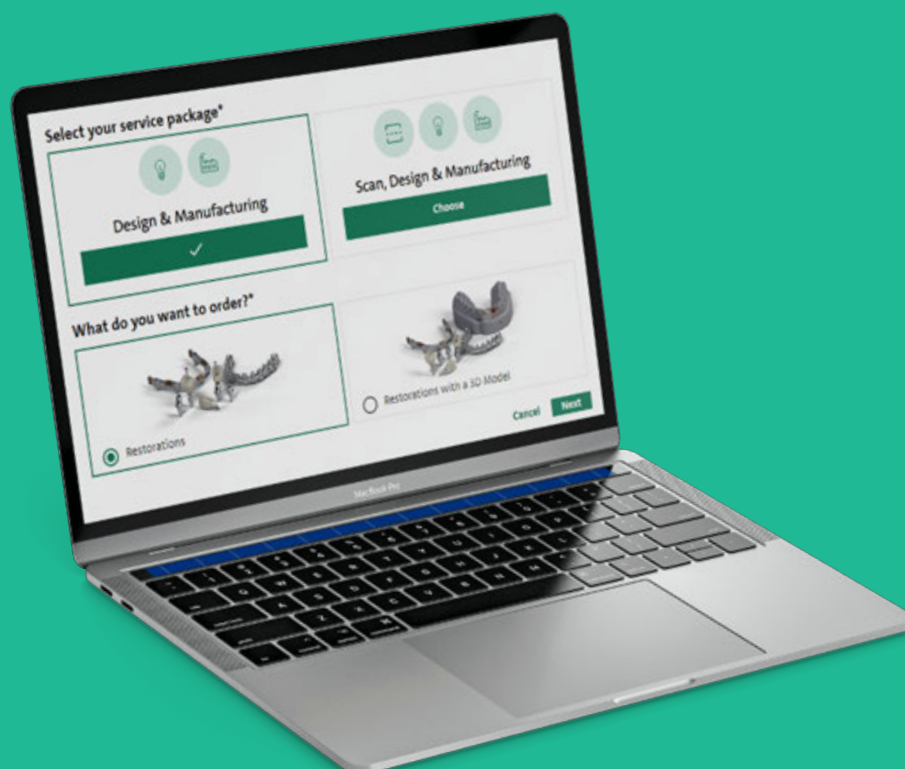 Select your service package*
Design & Manufacturing
Scan, Design & Manufacturing
Choose
What do you want to order?*
Restorations
Restorations with a 3D Model
Cancel
Next
MacBook Pro